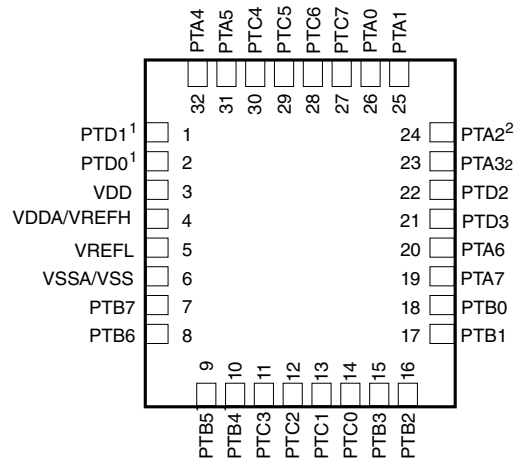 PTA4 PTA5 PTC4 PTC5 PTC6 PTC7 PTA0 PTA1
32 31 30 29 28 27 26 25
PTD1¹ 1 24 PTA2²
PTD0¹ 2 23 PTA32
VDD 3 22 PTD2
VDDA/VREFH 4 21 PTD3
VREFL 5 20 PTA6
VSSA/VSS 6 19 PTA7
PTB7 7 18 PTB0
PTB6 8 17 PTB1
9 10 11 12 13 14 15 16
PTB5 PTB4 PTC3 PTC2 PTC1 PTC0 PTB3 PTB2